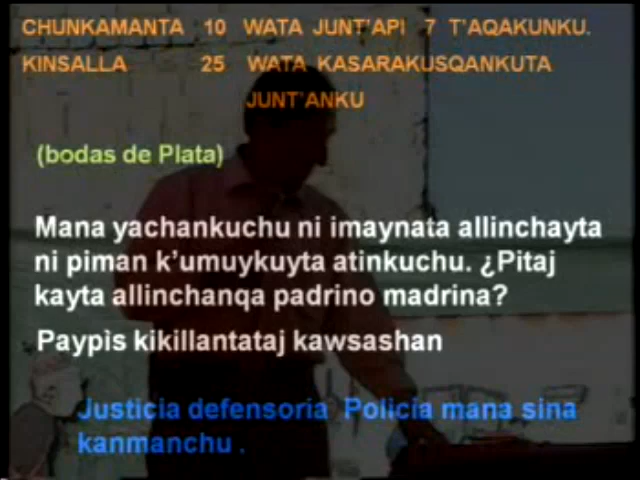 CHUNKAMANTA 10 WATA JUNT’API 7 T’AQAKUNKU.
KINSALLA 25 WATA KASARAKUSQANKUTA
JUNT’ANKU
(bodas de Plata)
Mana yachankuchu ni imaynata allinchayta
ni piman k’umuykuyta atinkuchu. ¿Pitaj
kayta allinchanqa padrino madrina?
Paypis kikillantataj kawsashan
Justicia defensoria Policia mana sina
kanmanchu .